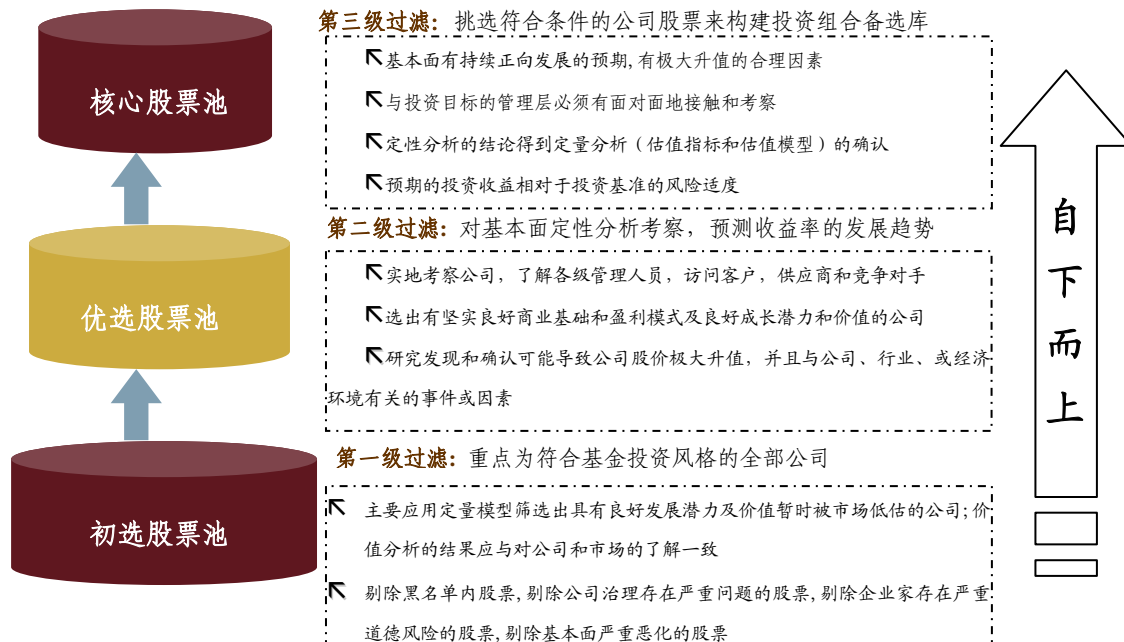 第三级过滤：挑选符合条件的公司股票来构建投资组合备选库
核心股票池
基本面有持续正向发展的预期,有极大升值的合理因素
与投资目标的管理层必须有面对面地接触和考察
定性分析的结论得到定量分析（估值指标和估值模型）的确认
预期的投资收益相对于投资基准的风险适度
第二级过滤：对基本面定性分析考察，预测收益率的发展趋势
优选股票池
实地考察公司，了解各级管理人员，访问客户，供应商和竞争对手
选出有坚实良好商业基础和盈利模式及良好成长潜力和价值的公司
研究发现和确认可能导致公司股价极大升值，并且与公司、行业、或经济
环境有关的事件或因素
第一级过滤：重点为符合基金投资风格的全部公司
初选股票池
主要应用定量模型筛选出具有良好发展潜力及价值暂时被市场低估的公司;价
值分析的结果应与对公司和市场的了解一致
剔除黑名单内股票,剔除公司治理存在严重问题的股票,剔除企业家存在严重
道德风险的股票,剔除基本面严重恶化的股票
自
下
而
上